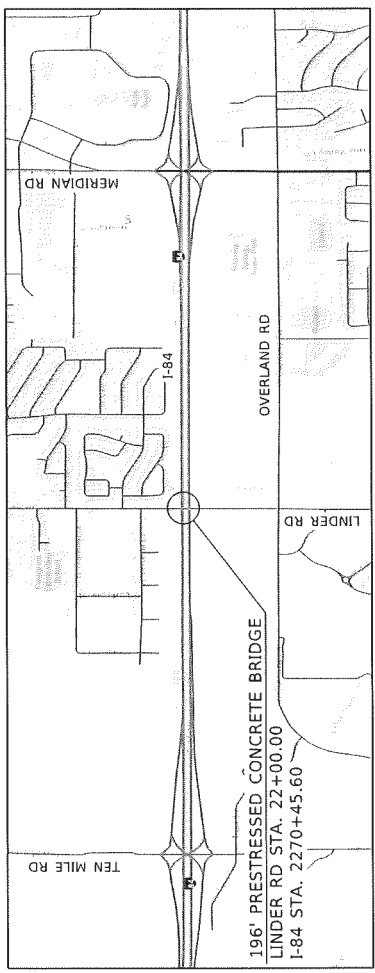 MERIDIAN RD
I-84
OVERLAND RD
LINDER RD
TEN MILE RD
196' PRESTRESSED CONCRETE BRIDGE
LINDER RD STA. 22+00.00
I-84 STA. 2270+45.60